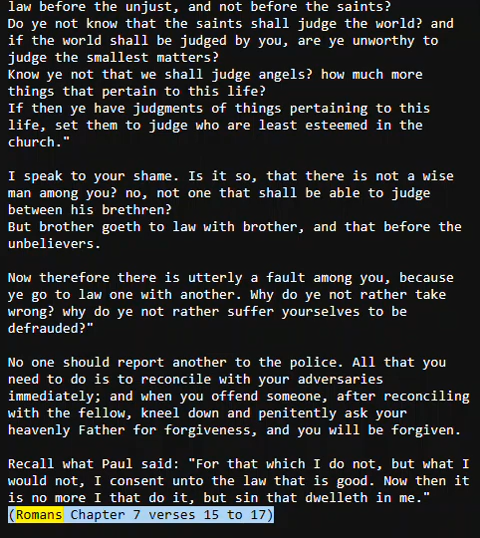 law before the unjust, and not before the saints?
Do ye not know that the saints shall judge the world? and
if the world shall be judged by you, are ye unworthy to
judge the smallest matters?
Know ye not that we shall judge angels? how much more
things that pertain to this life?
If then ye have judgments of things pertaining to this
life, set them to judge who are least esteemed in the
church."
I speak to your shame. Is it so, that there is not a wise
man among you? no, not one that shall be able to judge
between his brethren?
But brother goeth to law with brother, and that before the
unbelievers.
Now therefore there is utterly a fault among you, because
ye go to law one with another. Why do ye not rather take
wrong? why do ye not rather suffer yourselves to be
defrauded?"
No one should report another to the police. All that you
need to do is to reconcile with your adversaries
immediately; and when you offend someone, after reconciling
with the fellow, kneel down and penitently ask your
heavenly Father for forgiveness, and you will be forgiven.
Recall what Paul said: "For that which I do not, but what I
would not, I consent unto the law that is good. Now then it
is no more I that do it, but sin that dwelleth in me."
(Romans Chapter 7 verses 15 to 17)